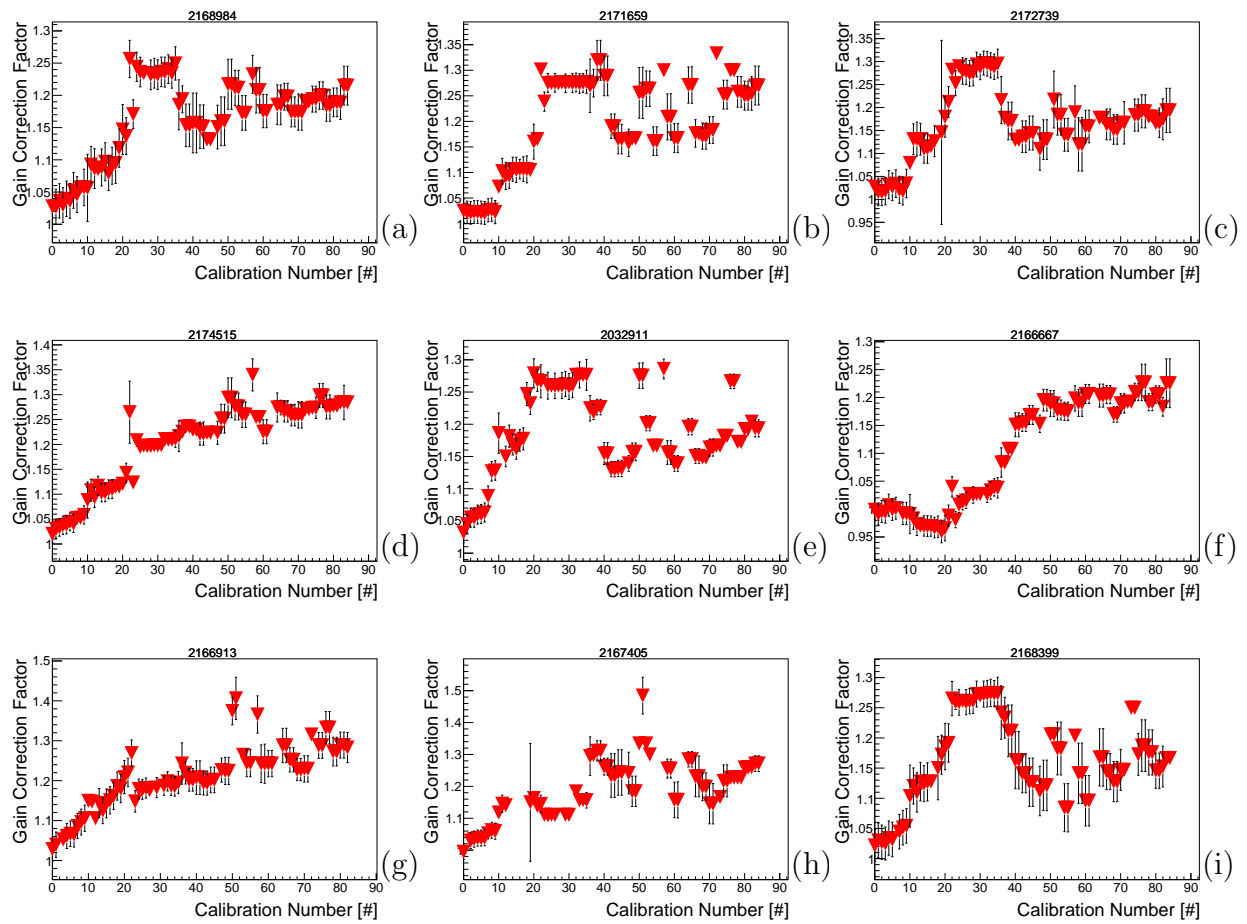 2168984
Gain Correction Factor
1.3
1.25
1.2
1.15
1.1
1.05
1
0 10 20 30 40 50 60 70 80 90
Calibration Number [#]
(a)
2171659
Gain Correction Factor
1.35
1.3
1.25
1.2
1.15
1.1
1.05
1
0 10 20 30 40 50 60 70 80 90
Calibration Number [#]
(b)
2172739
Gain Correction Factor
1.35
1.3
1.25
1.2
1.15
1.1
1.05
1
0.95
0 10 20 30 40 50 60 70 80 90
Calibration Number [#]
(c)
2174515
Gain Correction Factor
1.4
1.35
1.3
1.25
1.2
1.15
1.1
1.05
1
0 10 20 30 40 50 60 70 80 90
Calibration Number [#]
(d)
2032911
Gain Correction Factor
1.3
1.25
1.2
1.15
1.1
1.05
1
0 10 20 30 40 50 60 70 80 90
Calibration Number [#]
(e)
2166667
Gain Correction Factor
1.3
1.25
1.2
1.15
1.1
1.05
1
0.95
0 10 20 30 40 50 60 70 80 90
Calibration Number [#]
(f)
2166913
Gain Correction Factor
1.5
1.4
1.3
1.2
1.1
1
0 10 20 30 40 50 60 70 80 90
Calibration Number [#]
(g)
2167405
Gain Correction Factor
1.5
1.4
1.3
1.2
1.1
1
0 10 20 30 40 50 60 70 80 90
Calibration Number [#]
(h)
2168399
Gain Correction Factor
1.3
1.25
1.2
1.15
1.1
1.05
1
0 10 20 30 40 50 60 70 80 90
Calibration Number [#]
(i)